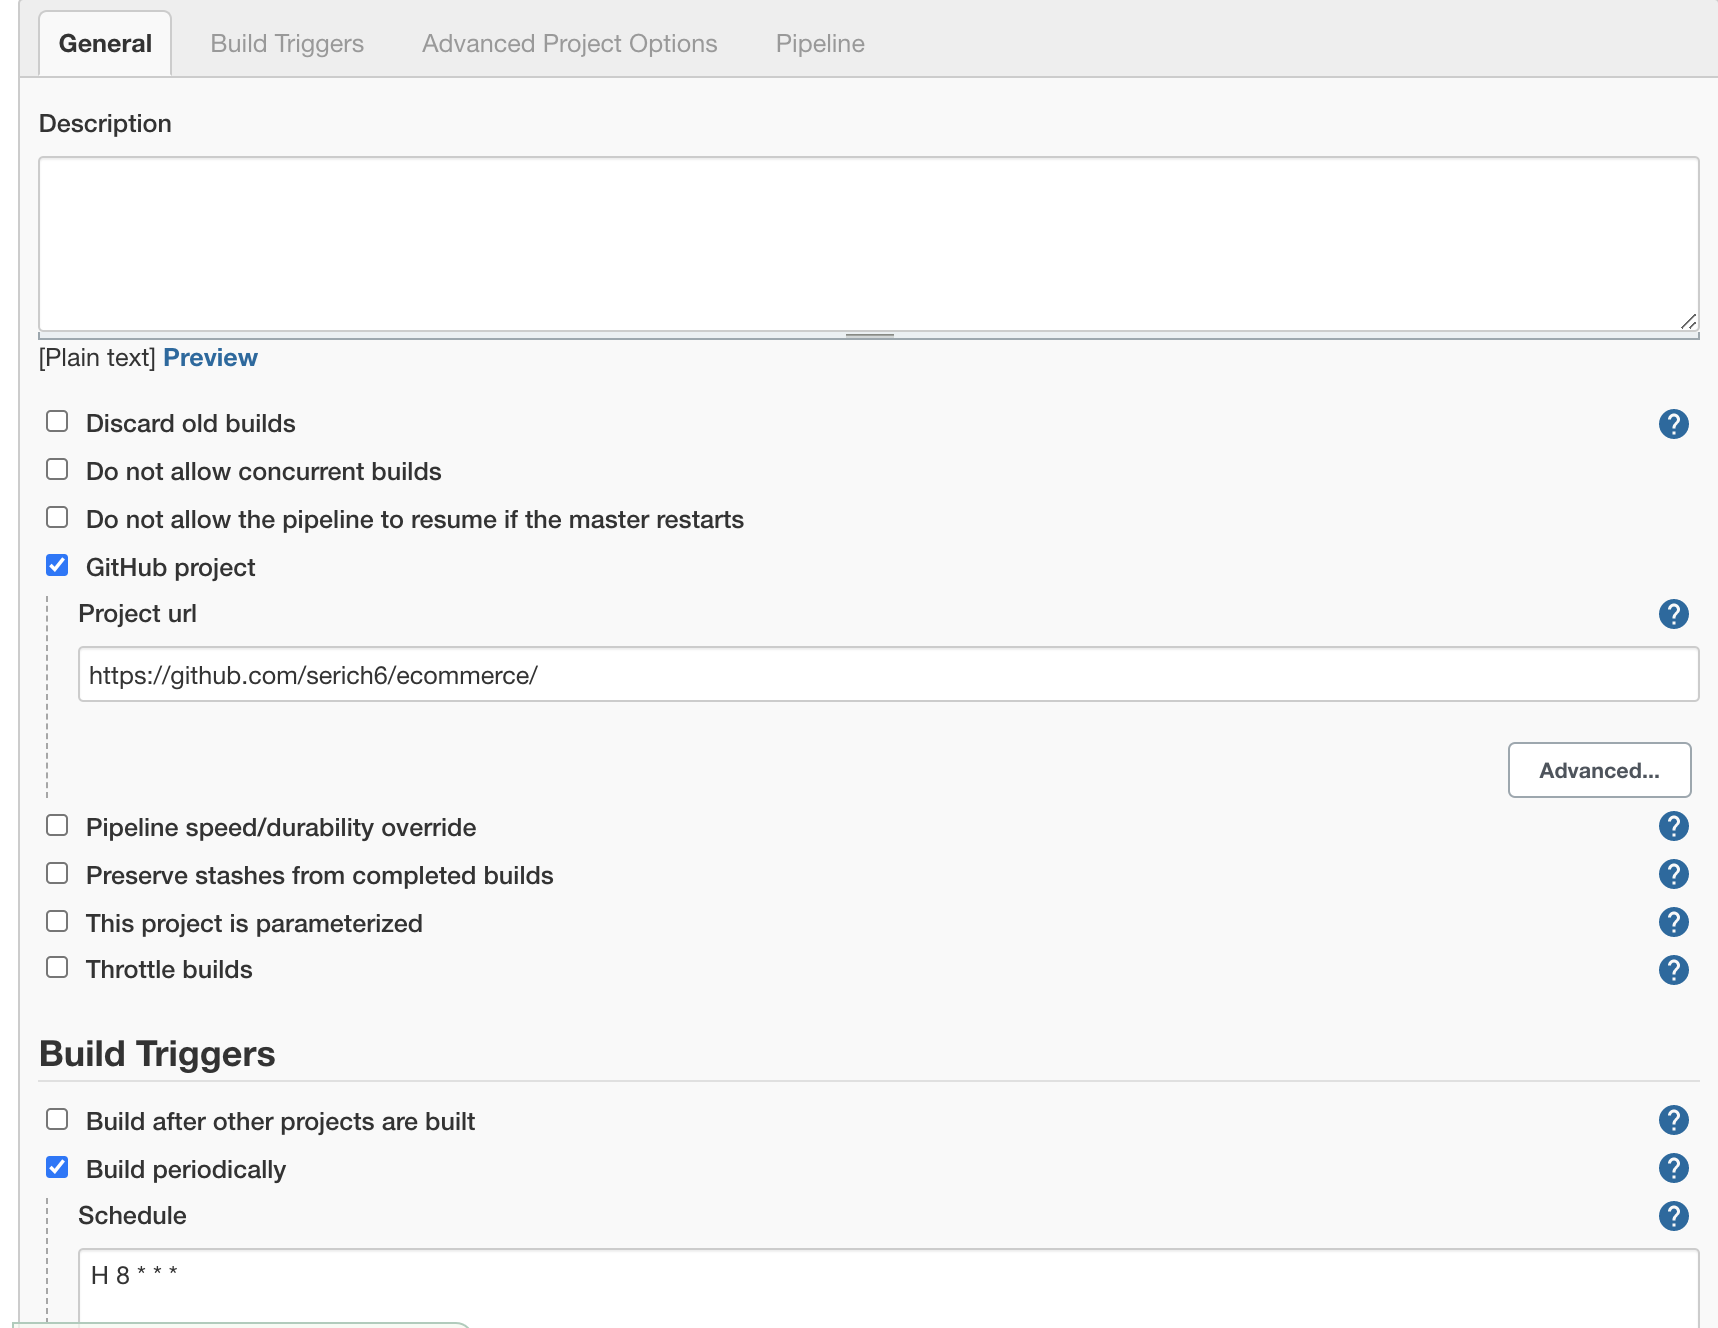 General Build Triggers Advanced Project Options Pipeline
Description
[Plain text] Preview
Discard old builds ?
Do not allow concurrent builds
Do not allow the pipeline to resume if the master restarts
GitHub project
Project url ?
https://github.com/serich6/ecommerce/
Advanced...
Pipeline speed/durability override ?
Preserve stashes from completed builds ?
This project is parameterized ?
Throttle builds ?
Build Triggers
Build after other projects are built ?
Build periodically ?
Schedule ?
H 8 * * *